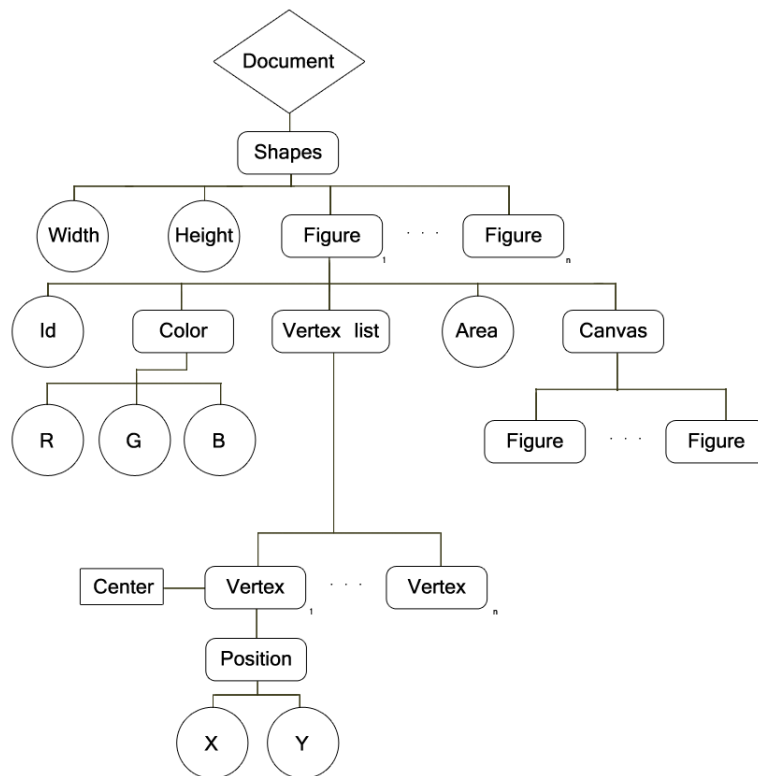 Document
Shapes
Width
Height
Figure
1
. . .
Figure
n
Id
Color
Vertex list
Area
Canvas
R
G
B
Figure
. . .
Figure
Center
Vertex
1
. . .
Vertex
n
Position
X
Y